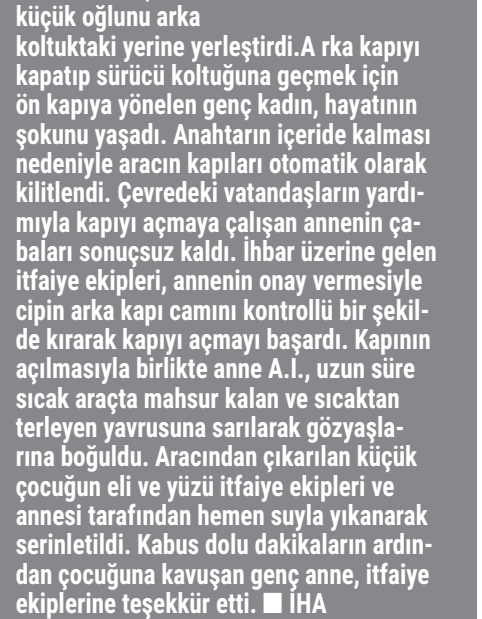 küçük oğlunu arka
koltuktaki yerine yerleştirdi.A rka kapıyı
kapatıp sürücü koltuğuna geçmek için
ön kapıya yönelen genç kadın, hayatının
şokunu yaşadı. Anahtarın içeride kalması
nedeniyle aracın kapıları otomatik olarak
kilitlendi. Çevredeki vatandaşların yardı-
mıyla kapıyı açmaya çalışan annenin ça-
baları sonuçsuz kaldı. İhbar üzerine gelen
itfaiye ekipleri, annenin onay vermesiyle
cipin arka kapı camını kontrollü bir şekil-
de kırarak kapıyı açmayı başardı. Kapının
açılmasıyla birlikte anne A.I., uzun süre
sıcak araçta mahsur kalan ve sıcaktan
terleyen yavrusuna sarılarak gözyaşla-
rına boğuldu. Aracından çıkarılan küçük
çocuğun eli ve yüzü itfaiye ekipleri ve
annesi tarafından hemen suyla yıkanarak
serinletildi. Kabus dolu dakikaların ardın-
dan çocuğuna kavuşan genç anne, itfaiye
ekiplerine teşekkür etti. ■ İHA